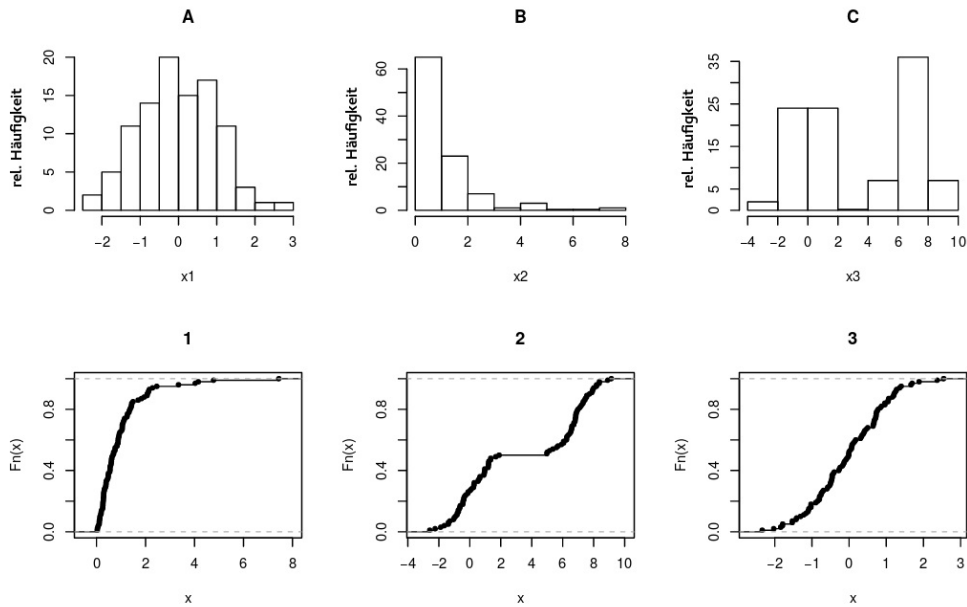 A
B
C
rel. Häufigkeit
0 5 10 15 20
−2 −1 0 1 2 3
x1
rel. Häufigkeit
0 20 40 60
0 2 4 6 8
x2
rel. Häufigkeit
0 5 15 25 35
−4 −2 0 2 4 6 8 10
x3
1
2
3
Fn(x)
0.0 0.4 0.8
0 2 4 6 8
x
Fn(x)
0.0 0.4 0.8
−4 −2 0 2 4 6 8 10
x
Fn(x)
0.0 0.4 0.8
−2 −1 0 1 2 3
x